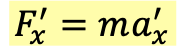 F′ₓ = ma′ₓ